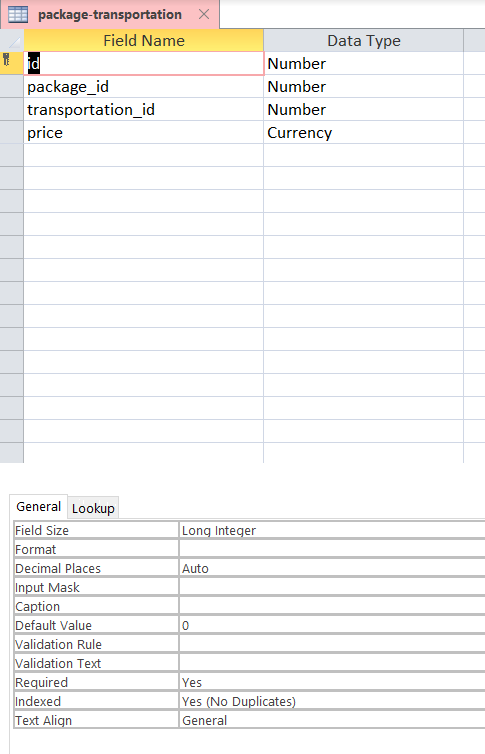 package-transportation
Field Name Data Type
id Number
package_id Number
transportation_id Number
price Currency
General Lookup
Field Size Long Integer
Format
Decimal Places Auto
Input Mask
Caption
Default Value 0
Validation Rule
Validation Text
Required Yes
Indexed Yes (No Duplicates)
Text Align General